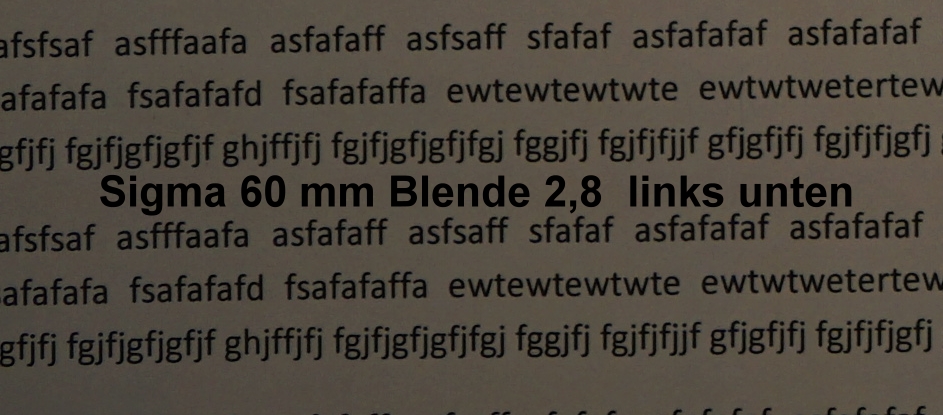 afsfsaf asfffaafa asfafaff asfsaff sfafaf asfafafaf asfafafaf
afafafa fsafafafd fsafafaffa ewtewtewtwte ewtwtwetertew
gfjfj fgjfjgfjgfjf ghjffjfj fgjfjgfjgfjfgj fggjfj fgjfjfjjf gfjgfjfj fgjfjfjgfj
Sigma 60 mm Blende 2,8 links unten
afsfsaf asfffaafa asfafaff asfsaff sfafaf asfafafaf asfafafaf
afafafa fsafafafd fsafafaffa ewtewtewtwte ewtwtwetertew
gfjfj fgjfjgfjgfjf ghjffjfj fgjfjgfjgfjfgj fggjfj fgjfjfjjf gfjgfjfj fgjfjfjgfj